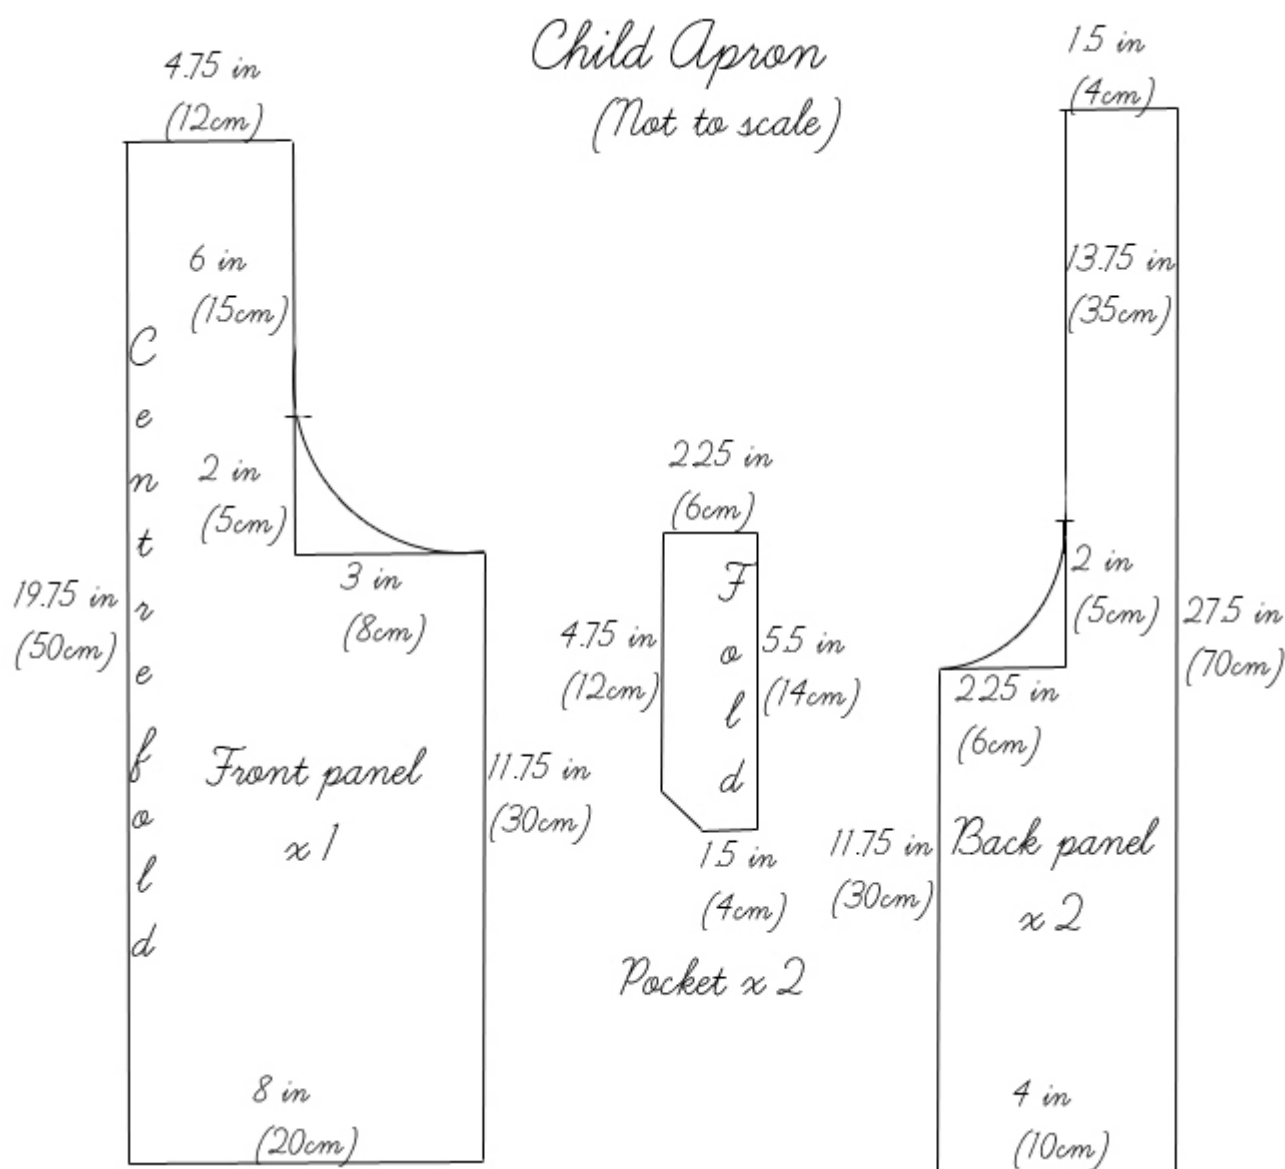 Child Apron
(Not to scale)
4.75 in
(12cm)
6 in
(15cm)
2 in
(5cm)
3 in
(8cm)
19.75 in
(50cm)
Centre fold
Front panel
x 1
11.75 in
(30cm)
8 in
(20cm)
2.25 in
(6cm)
4.75 in
(12cm)
Fold
5.5 in
(14cm)
1.5 in
(4cm)
Pocket x 2
1.5 in
(4cm)
13.75 in
(35cm)
2 in
(5cm)
27.5 in
(70cm)
2.25 in
(6cm)
11.75 in
(30cm)
Back panel
x 2
4 in
(10cm)